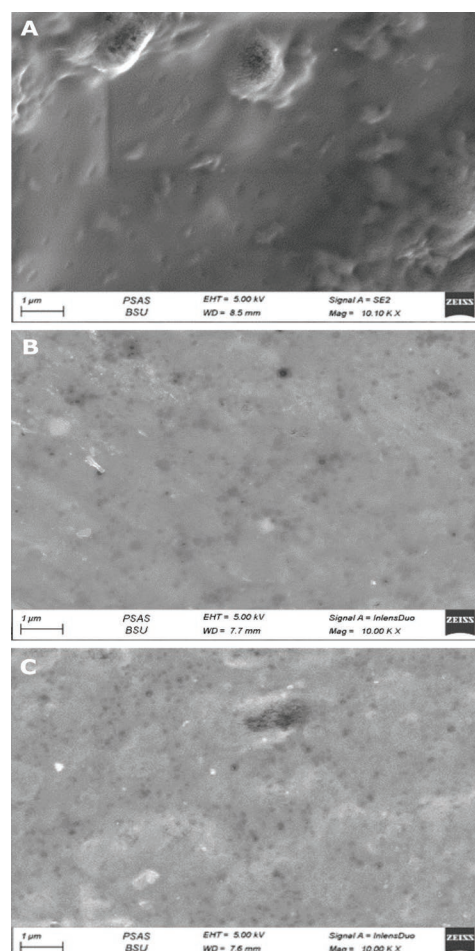 A
1 µm PSAS EHT = 5.00 kV Signal A = SE2 ZEISS
BSU WD = 8.5 mm Mag = 10.10 K X
B
1 µm PSAS EHT = 5.00 kV Signal A = InlensDuo ZEISS
BSU WD = 7.7 mm Mag = 10.00 K X
C
1 µm PSAS EHT = 5.00 kV Signal A = InlensDuo ZEISS
BSU WD = 7.6 mm Mag = 10.00 K X